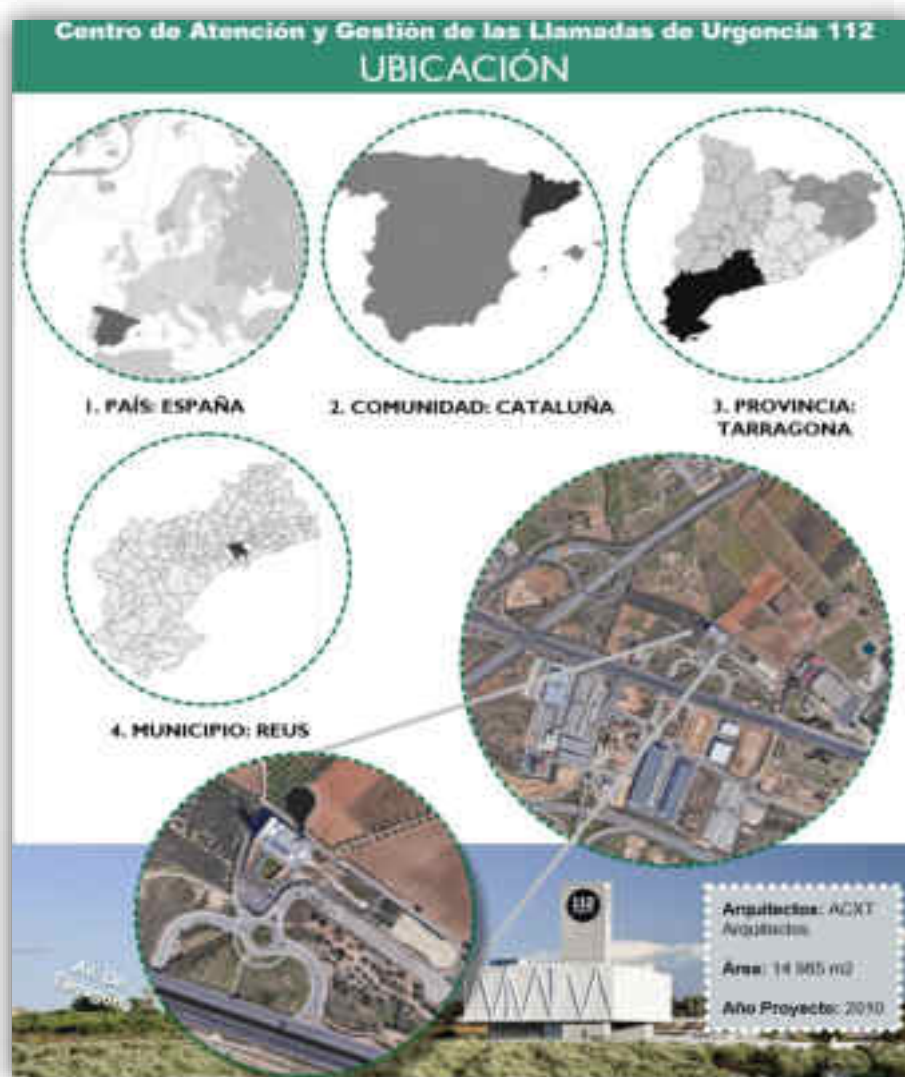 Centro de Atención y Gestión de las Llamadas de Urgencia 112
UBICACIÓN
1. PAÍS: ESPAÑA
2. COMUNIDAD: CATALUÑA
3. PROVINCIA:
TARRAGONA
4. MUNICIPIO: REUS
112
Arquitectos: ACXT
Arquitectos
Área: 14 985 m2
Año Proyecto: 2010